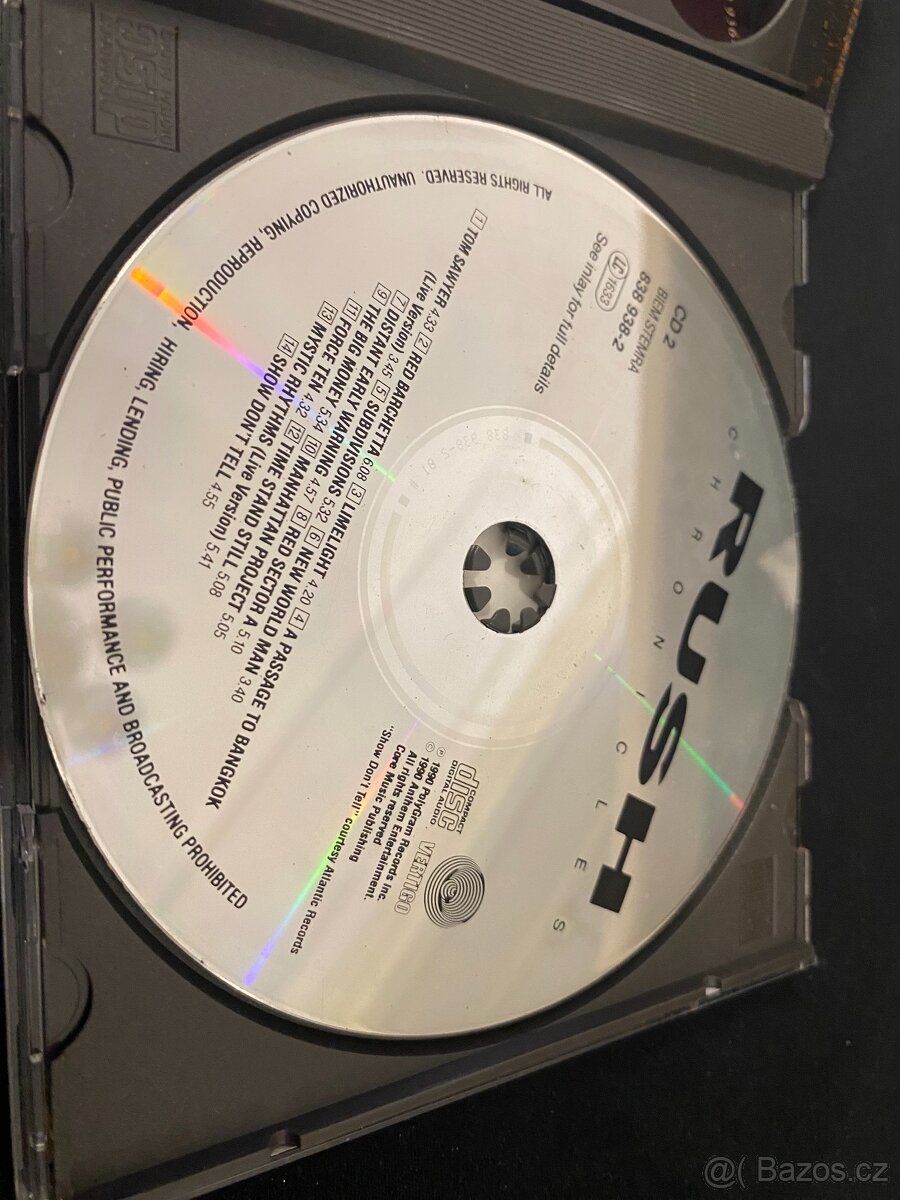 RUSH
CHRONICLES
CD 2
BIEM STEMRA
838 938-2
LC 1633
See inlay for full details
1 TOM SAWYER 4.33 2 RED BARCHETTA 6.08 3 LIMELIGHT 4.20 4 A PASSAGE TO BANGKOK
(Live Version) 3.45 5 SUBDIVISIONS 5.32 6 NEW WORLD MAN 3.40
7 DISTANT EARLY WARNING 4.57 8 RED SECTOR A 5.10
9 THE BIG MONEY 5.34 10 MANHATTAN PROJECT 5.05
11 FORCE TEN 4.32 12 TIME STAND STILL 5.08
13 MYSTIC RHYTHMS (Live Version) 5.41
14 SHOW DON'T TELL 4.55
COMPACT
disc
DIGITAL AUDIO
VERTIGO
℗ 1990 PolyGram Records Inc.
© 1990 Anthem Entertainment.
All rights reserved
Core Music Publishing
"Show Don't Tell" courtesy Atlantic Records
ALL RIGHTS RESERVED. UNAUTHORIZED COPYING, REPRODUCTION, HIRING, LENDING, PUBLIC PERFORMANCE AND BROADCASTING PROHIBITED
disc
@( Bazos.cz